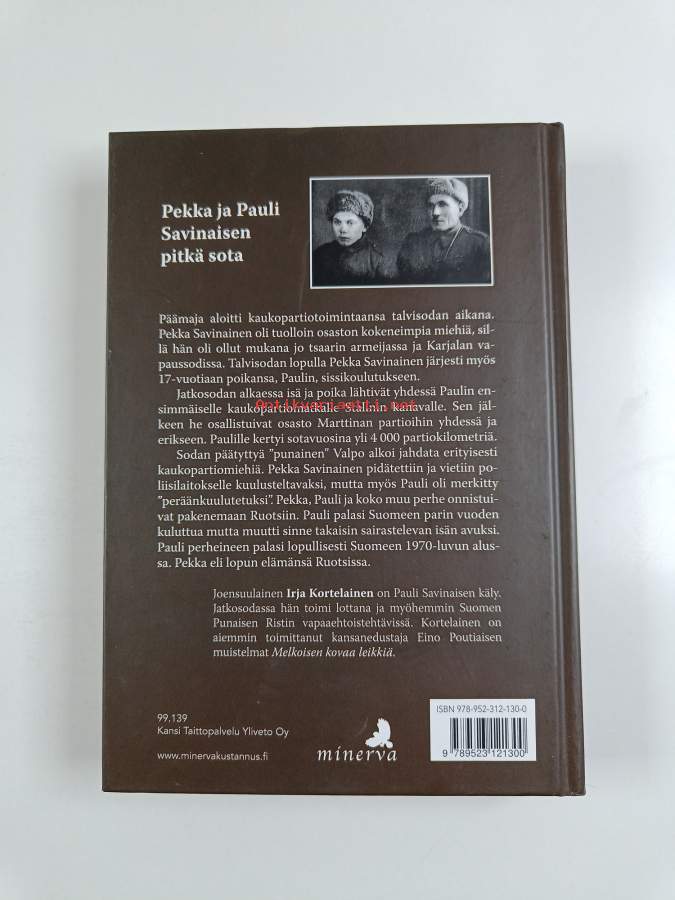 Pekka ja Pauli
Savinaisen
pitkä sota
Päämaja aloitti kaukopartiotoimintaansa talvisodan aikana.
Pekka Savinainen oli tuolloin osaston kokeneimpia miehiä, sil-
lä hän oli ollut mukana jo tsaarin armeijassa ja Karjalan va-
paussodissa. Talvisodan lopulla Pekka Savinainen järjesti myös
17-vuotiaan poikansa, Paulin, sissikoulutukseen.
Jatkosodan alkaessa isä ja poika lähtivät yhdessä Paulin en-
simmäiselle kaukopartiomatkalle Stalinin kanavalle. Sen jäl-
Antikvariaatti.net
keen he osallistuivat osasto Marttinan partioihin yhdessä ja
erikseen. Paulille kertyi sotavuosina yli 4 000 partiokilometriä.
Sodan päätyttyä ”punainen” Valpo alkoi jahdata erityisesti
kaukopartiomiehiä. Pekka Savinainen pidätettiin ja vietiin po-
liisilaitokselle kuulusteltavaksi, mutta myös Pauli oli merkitty
”peräänkuulutetuksi”. Pekka, Pauli ja koko muu perhe onnistui-
vat pakenemaan Ruotsiin. Pauli palasi Suomeen parin vuoden
kuluttua mutta muutti sinne takaisin sairastelevan isän avuksi.
Pauli perheineen palasi lopullisesti Suomeen 1970-luvun alus-
sa. Pekka eli lopun elämänsä Ruotsissa.
Joensuulainen Irja Kortelainen on Pauli Savinaisen käly.
Jatkosodassa hän toimi lottana ja myöhemmin Suomen
Punaisen Ristin vapaaehtoistehtävissä. Kortelainen on
aiemmin toimittanut kansanedustaja Eino Poutiaisen
muistelmat Melkoisen kovaa leikkiä.
99.139
Kansi Taittopalvelu Yliveto Oy
www.minervakustannus.fi
minerva
ISBN 978-952-312-130-0
9 789523 121300